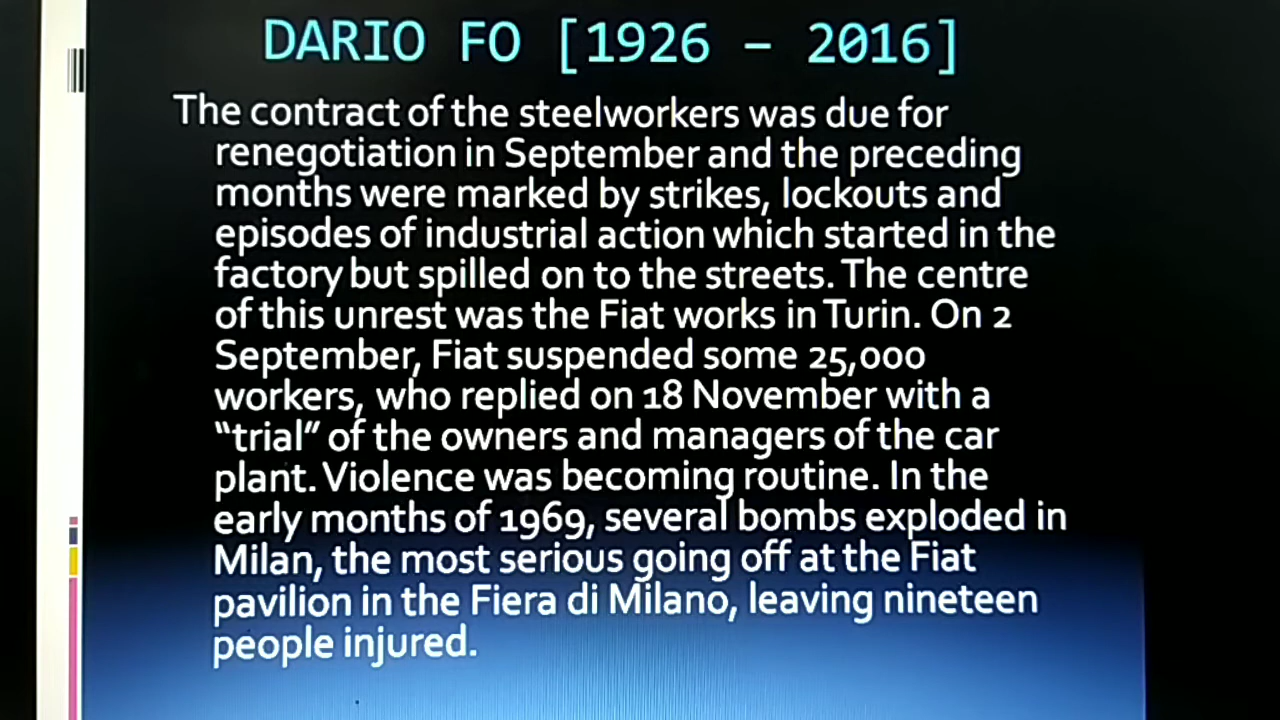 DARIO FO [1926 – 2016]
The contract of the steelworkers was due for
renegotiation in September and the preceding
months were marked by strikes, lockouts and
episodes of industrial action which started in the
factory but spilled on to the streets. The centre
of this unrest was the Fiat works in Turin. On 2
September, Fiat suspended some 25,000
workers, who replied on 18 November with a
“trial” of the owners and managers of the car
plant. Violence was becoming routine. In the
early months of 1969, several bombs exploded in
Milan, the most serious going off at the Fiat
pavilion in the Fiera di Milano, leaving nineteen
people injured.